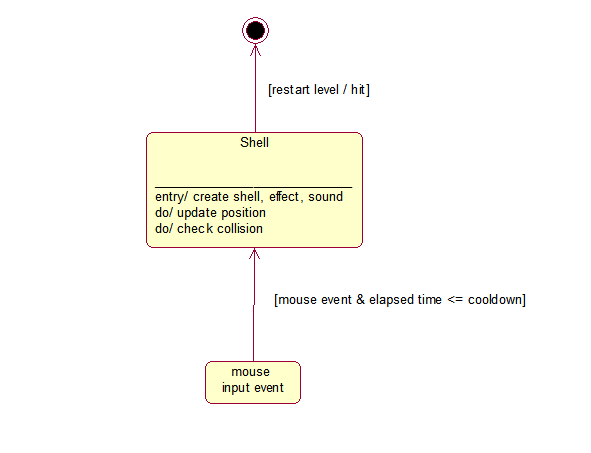 [restart level / hit]
Shell
entry/ create shell, effect, sound
do/ update position
do/ check collision
[mouse event & elapsed time <= cooldown]
mouse
input event